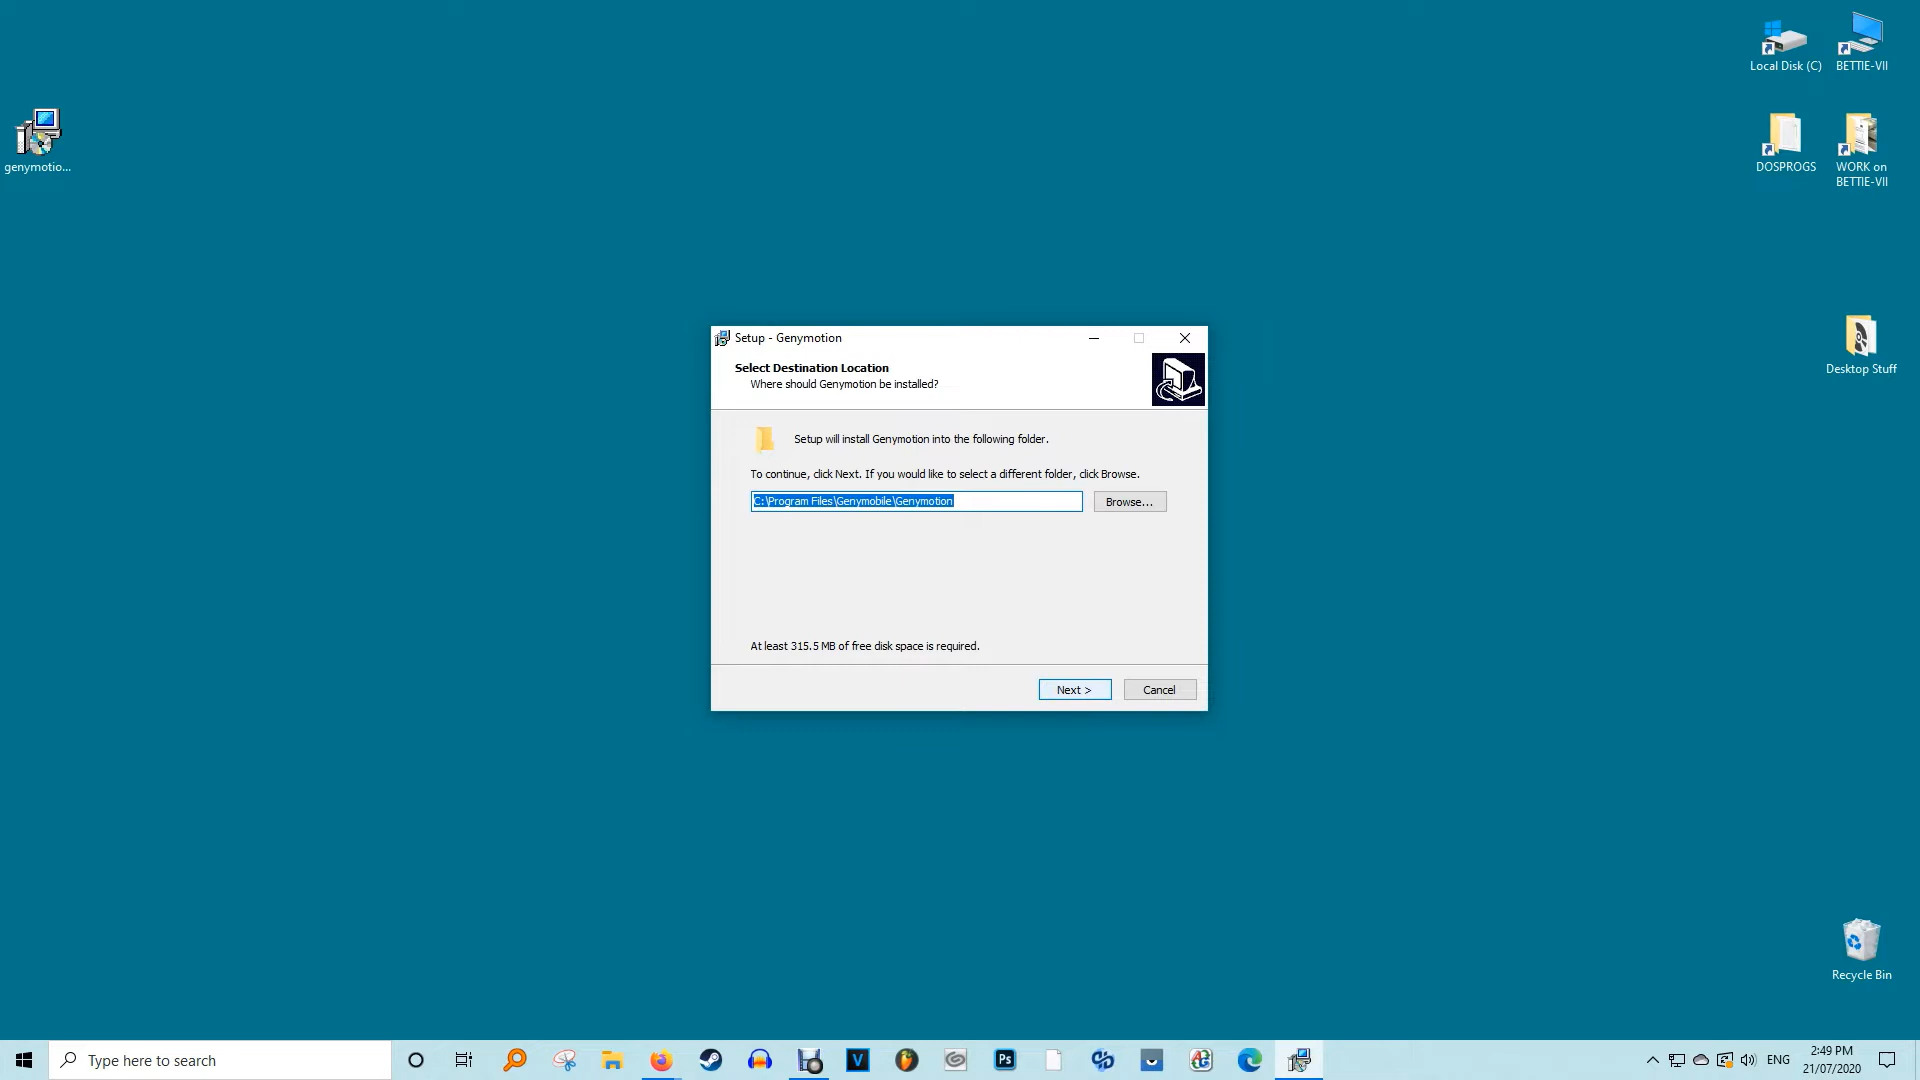 Local Disk (C)
BETTIE-VII
genymotio...
DOSPROGS
WORK on
BETTIE-VII
Setup - Genymotion
Select Destination Location
Where should Genymotion be installed?
Setup will install Genymotion into the following folder.
To continue, click Next. If you would like to select a different folder, click Browse.
C:\Program Files\Genymobile\Genymotion
Browse...
At least 315.5 MB of free disk space is required.
Next >
Cancel
Desktop Stuff
Recycle Bin
Type here to search
V
Ps
ENG
2:49 PM
21/07/2020